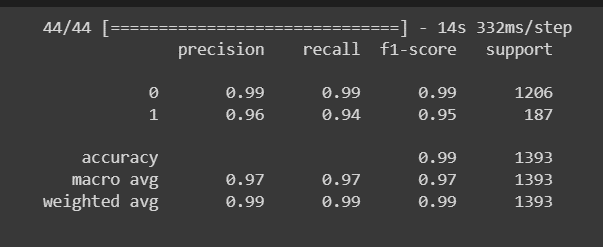 44/44 [==============================] - 14s 332ms/step
precision recall f1-score support
0 0.99 0.99 0.99 1206
1 0.96 0.94 0.95 187
accuracy 0.99 1393
macro avg 0.97 0.97 0.97 1393
weighted avg 0.99 0.99 0.99 1393